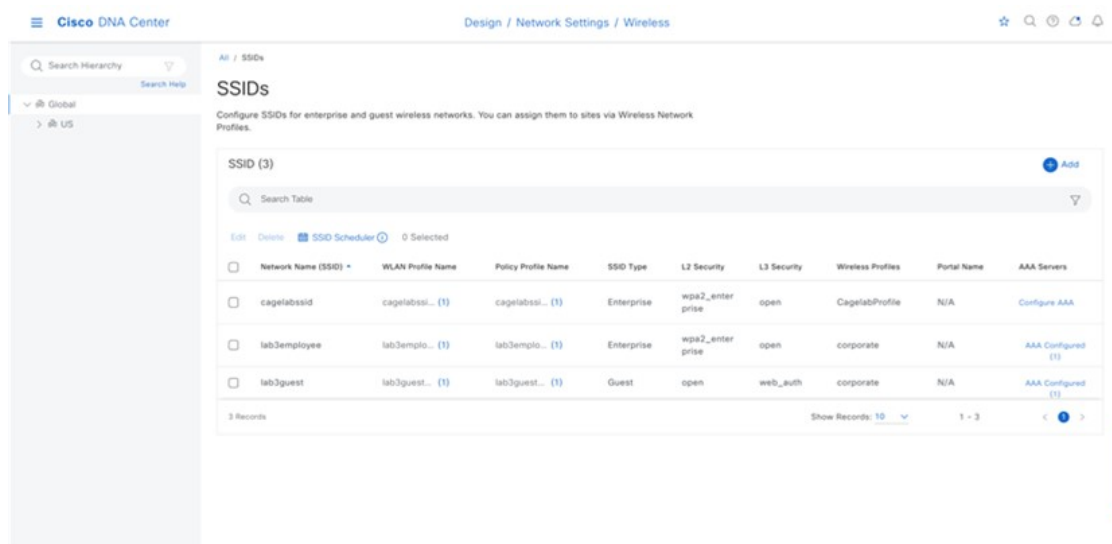 Cisco DNA Center
Design / Network Settings / Wireless
Search Hierarchy
Search Help
Global
US
All / SSIDs
SSIDs
Configure SSIDs for enterprise and guest wireless networks. You can assign them to sites via Wireless Network
Profiles.
SSID (3)
Add
Search Table
Edit Delete SSID Scheduler 0 Selected
Network Name (SSID) WLAN Profile Name Policy Profile Name SSID Type L2 Security L3 Security Wireless Profiles Portal Name AAA Servers
cagelabssid cagelabssi... (1) cagelabssi... (1) Enterprise wpa2_enter open CagelabProfile N/A Configure AAA
prise
lab3employee lab3emplo... (1) lab3emplo... (1) Enterprise wpa2_enter open corporate N/A AAA Configured
prise (1)
lab3guest lab3guest... (1) lab3guest... (1) Guest open web_auth corporate N/A AAA Configured
(1)
3 Records Show Records: 10 1 - 3 1